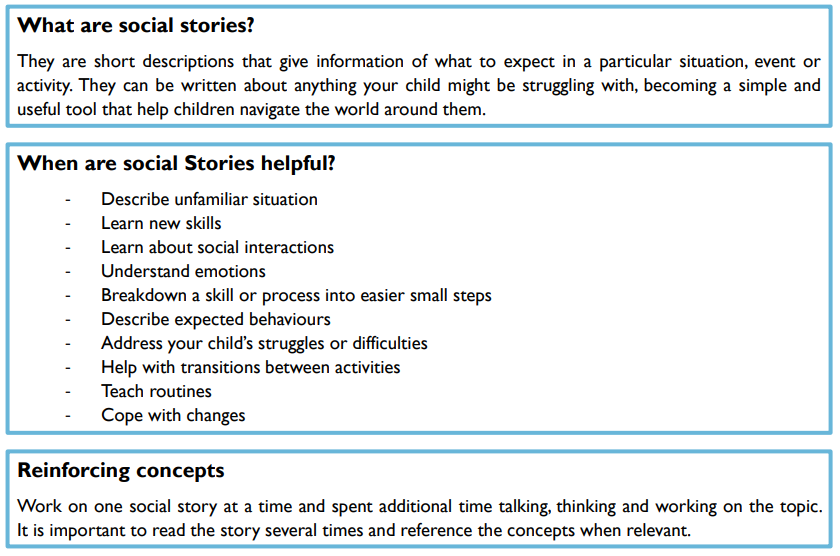 What are social stories?
They are short descriptions that give information of what to expect in a particular situation, event or
activity. They can be written about anything your child might be struggling with, becoming a simple and
useful tool that help children navigate the world around them.
When are social Stories helpful?
- Describe unfamiliar situation
- Learn new skills
- Learn about social interactions
- Understand emotions
- Breakdown a skill or process into easier small steps
- Describe expected behaviours
- Address your child's struggles or difficulties
- Help with transitions between activities
- Teach routines
- Cope with changes
Reinforcing concepts
Work on one social story at a time and spent additional time talking, thinking and working on the topic.
It is important to read the story several times and reference the concepts when relevant.